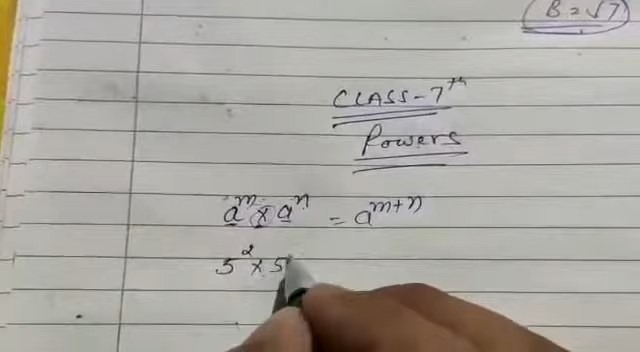 B = √7
CLASS-7th
Powers
a^m × a^n = a^m+n
5^2 × 5